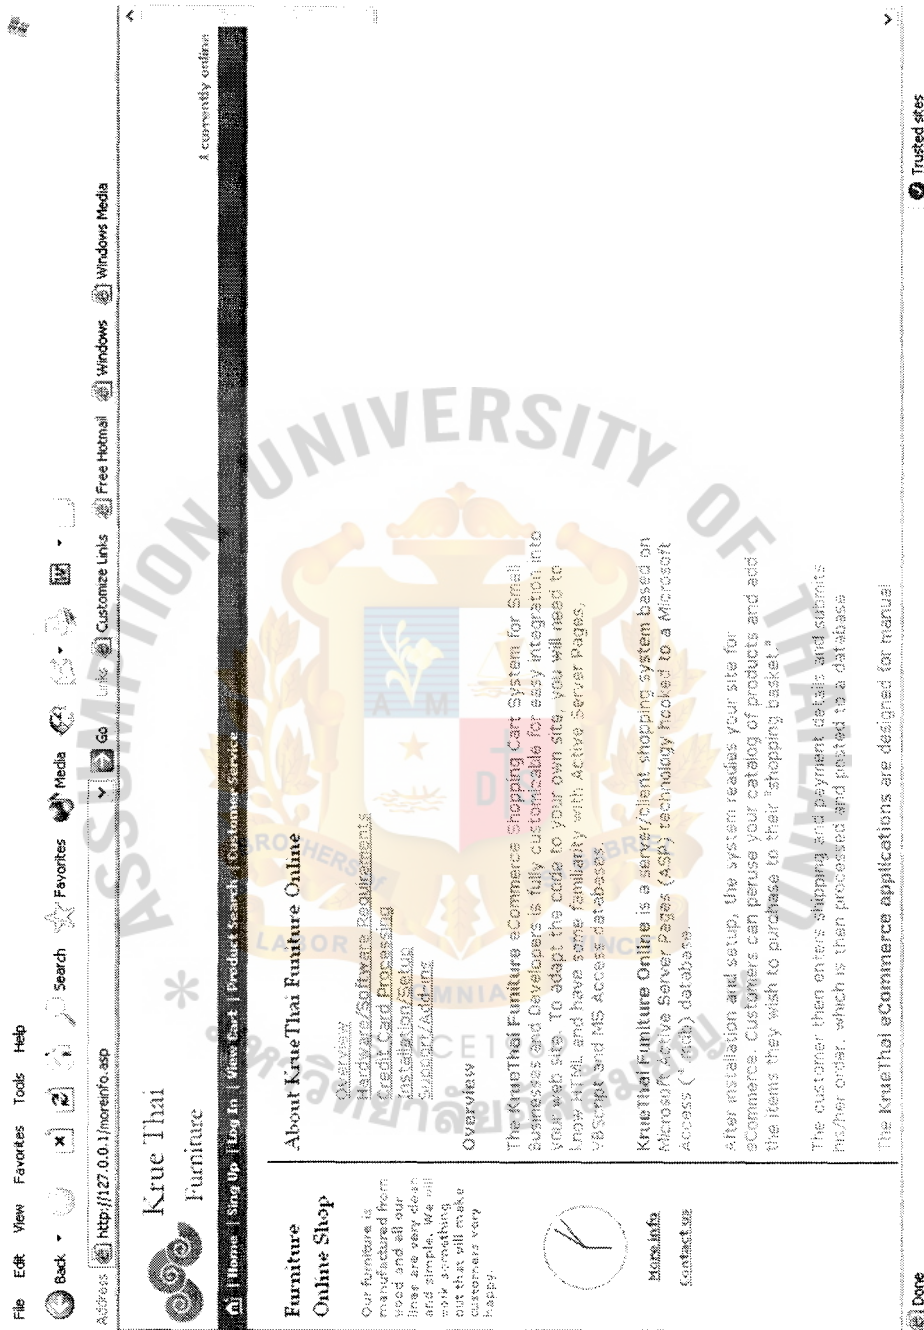 File Edit View Favorites Tools Help
Back Search Favorites Media
Address http://127.0.0.1/moreinfo.asp Go Links Customize Links Free Hotmail Windows Windows Media
Krue Thai
Furniture
1 currently online
Home | Sing Up | Log In | View Cart | Product Search | Customer Service
Furniture
Online Shop
Our furniture is
manufactured from
wood and all our
lines are very clean
and simple. We will
work something
out that will make
customers very
happy.
More info
Contact us
About KrueThai Funiture Online
Overview
Hardware/Software Requirements
Credit Card Processing
Installation/Setup
Support/Add-ins
Overview
The KrueThai Funiture ecommerce Shopping Cart System for Small
Businesses and Developers is fully customizable for easy integration into
your web site. To adapt the code to your own site, you will need to
know HTML and have some familiarity with Active Server Pages,
VBScript and MS Access databases.
KrueThai Funiture Online is a server/client shopping system based on
Microsoft Active Server Pages (ASP) technology hooked to a Microsoft
Access (*.mdb) database.
After installation and setup, the system readies your site for
eCommerce. Customers can peruse your catalog of products and add
the items they wish to purchase to their "shopping basket."
The customer then enters shipping and payment details and submits
his/her order, which is then processed and posted to a database
The KrueThai eCommerce applications are designed for manual
Done Trusted sites
ASSUMPTION UNIVERSITY OF THAILAND
A M
D S
BROTHERS OF GABRIEL
LABOR VINCIT
OMNIA